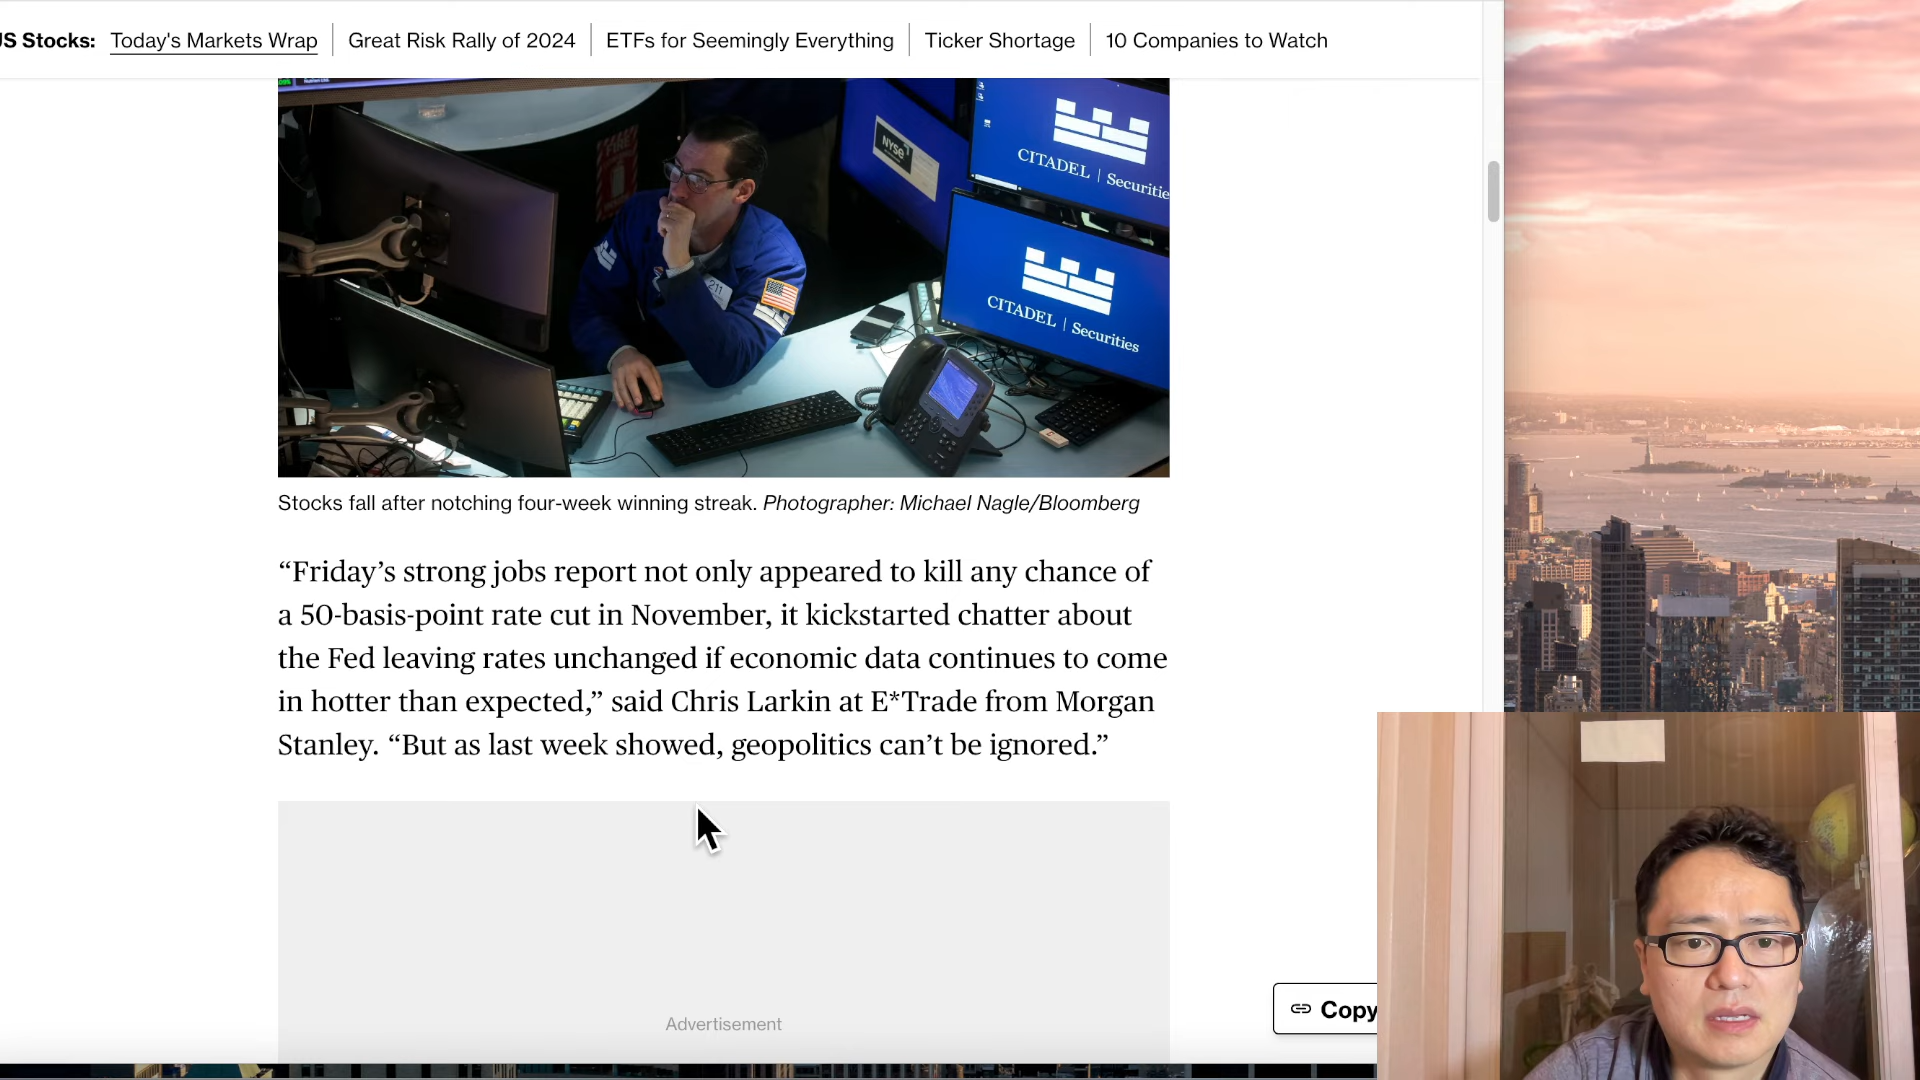 US Stocks: Today's Markets Wrap Great Risk Rally of 2024 ETFs for Seemingly Everything Ticker Shortage 10 Companies to Watch
FIRE
NYSE
CITADEL | Securitie
211
CITADEL | Securities
Stocks fall after notching four-week winning streak. Photographer: Michael Nagle/Bloomberg
“Friday’s strong jobs report not only appeared to kill any chance of
a 50-basis-point rate cut in November, it kickstarted chatter about
the Fed leaving rates unchanged if economic data continues to come
in hotter than expected,” said Chris Larkin at E*Trade from Morgan
Stanley. “But as last week showed, geopolitics can’t be ignored.”
Advertisement
Copy